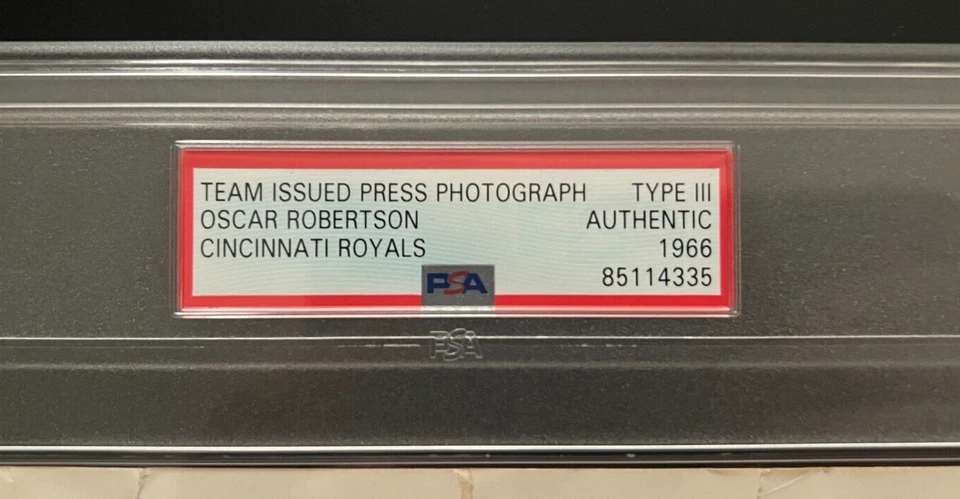 TEAM ISSUED PRESS PHOTOGRAPH TYPE III
OSCAR ROBERTSON AUTHENTIC
CINCINNATI ROYALS 1966
85114335
PSA
PSA